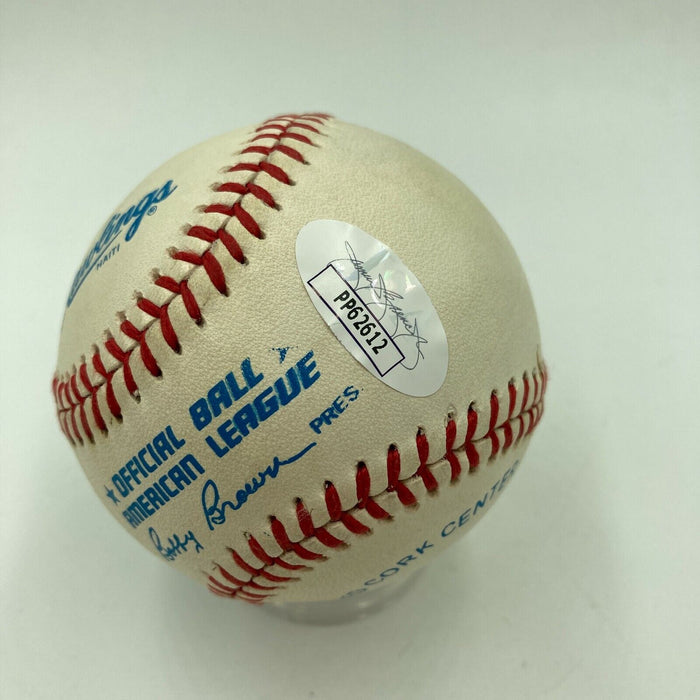 Rawlings ®
HAITI
PP62612
★ OFFICIAL BALL ★
AMERICAN LEAGUE
Bobby Brown PRES.
CORK CENTER